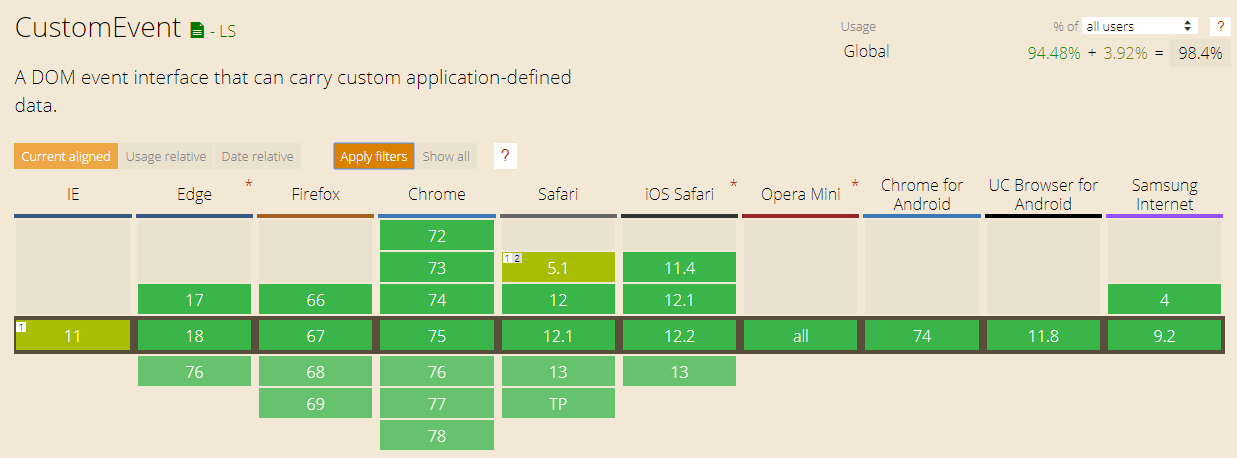 CustomEvent - LS
Usage % of all users ?
Global 94.48% + 3.92% = 98.4%
A DOM event interface that can carry custom application-defined
data.
Current aligned Usage relative Date relative Apply filters Show all ?
IE Edge * Firefox Chrome Safari iOS Safari * Opera Mini * Chrome for Android UC Browser for Android Samsung Internet
72
73 1 2 5.1 11.4
17 66 74 12 12.1 4
1 11 18 67 75 12.1 12.2 all 74 11.8 9.2
76 68 76 13 13
69 77 TP
78